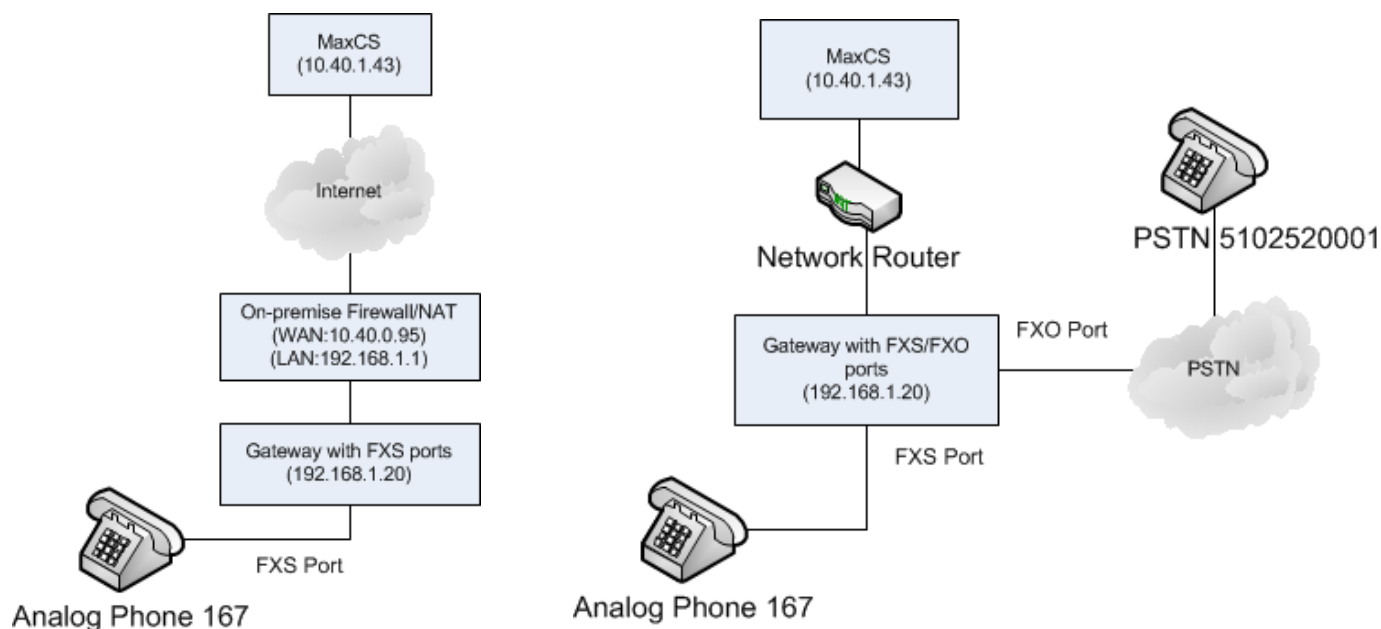 MaxCS
(10.40.1.43)
Internet
On-premise Firewall/NAT
(WAN:10.40.0.95)
(LAN:192.168.1.1)
Gateway with FXS ports
(192.168.1.20)
FXS Port
Analog Phone 167
MaxCS
(10.40.1.43)
Network Router
Gateway with FXS/FXO
ports
(192.168.1.20)
FXO Port
PSTN 5102520001
PSTN
FXS Port
Analog Phone 167